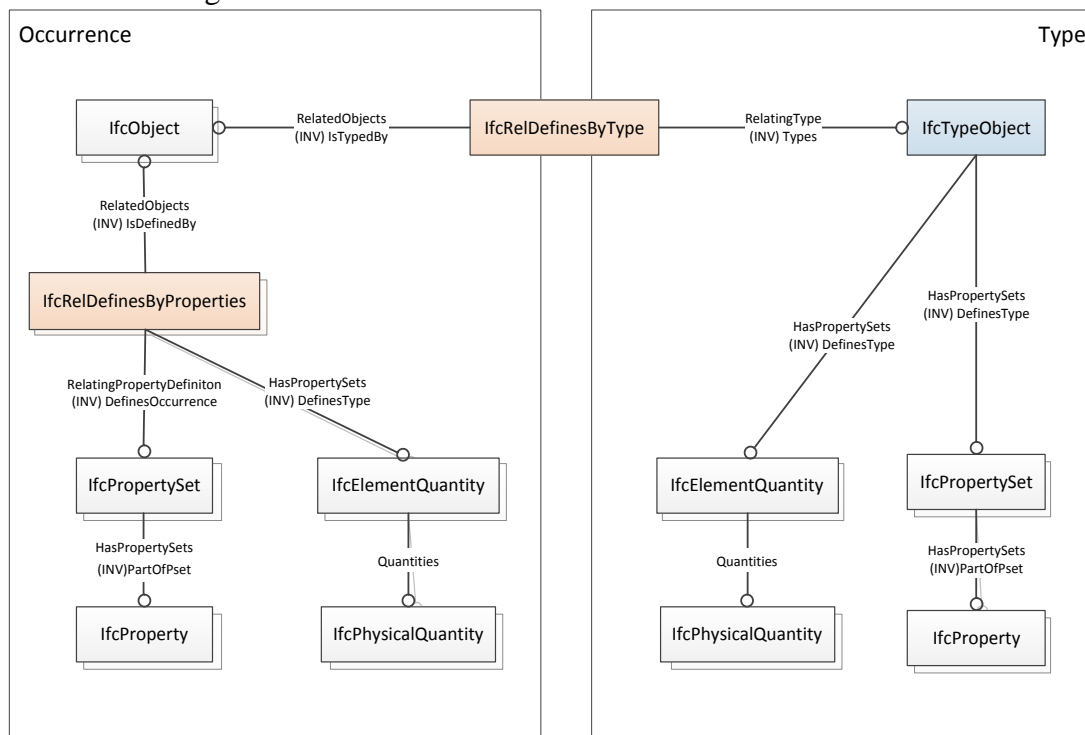 Occurrence
Type
IfcObject
RelatedObjects
(INV) IsTypedBy
IfcRelDefinesByType
RelatingType
(INV) Types
IfcTypeObject
RelatedObjects
(INV) IsDefinedBy
IfcRelDefinesByProperties
HasPropertySets
(INV) DefinesType
HasPropertySets
(INV) DefinesType
RelatingPropertyDefiniton
(INV) DefinesOccurrence
HasPropertySets
(INV) DefinesType
IfcPropertySet
IfcElementQuantity
IfcElementQuantity
IfcPropertySet
HasPropertySets
(INV)PartOfPset
Quantities
Quantities
HasPropertySets
(INV)PartOfPset
IfcProperty
IfcPhysicalQuantity
IfcPhysicalQuantity
IfcProperty